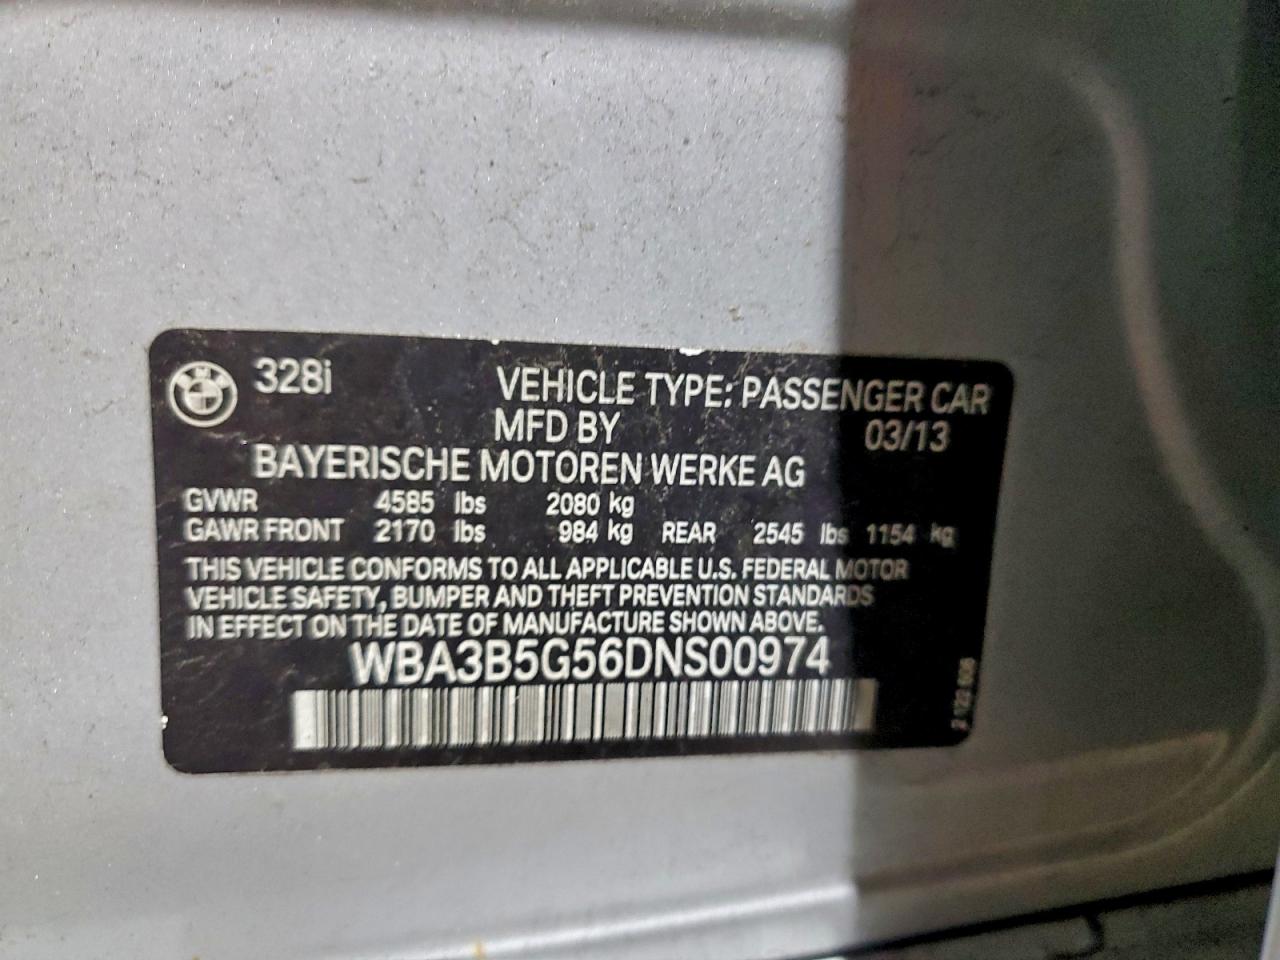 328i
VEHICLE TYPE: PASSENGER CAR
MFD BY 03/13
BAYERISCHE MOTOREN WERKE AG
GVWR 4585 lbs 2080 kg
GAWR FRONT 2170 lbs 984 kg REAR 2545 lbs 1154 kg
THIS VEHICLE CONFORMS TO ALL APPLICABLE U.S. FEDERAL MOTOR
VEHICLE SAFETY, BUMPER AND THEFT PREVENTION STANDARDS
IN EFFECT ON THE DATE OF MANUFACTURE SHOWN ABOVE.
WBA3B5G56DNS00974